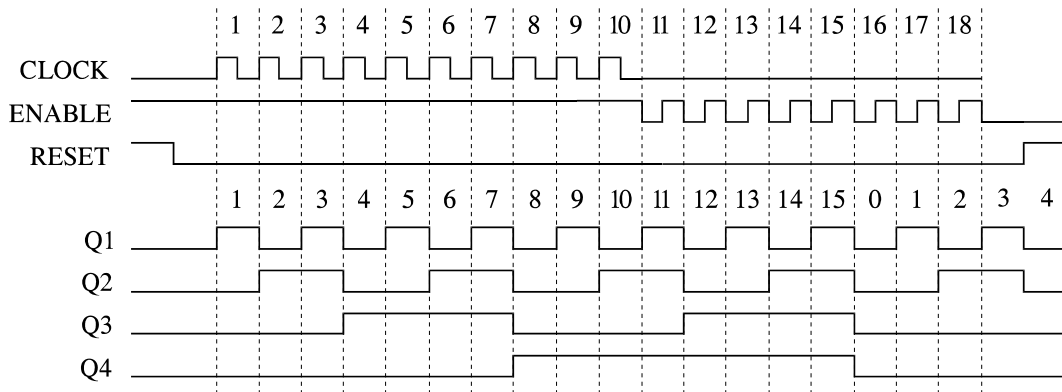 1 2 3 4 5 6 7 8 9 10 11 12 13 14 15 16 17 18
CLOCK
ENABLE
RESET
1 2 3 4 5 6 7 8 9 10 11 12 13 14 15 0 1 2 3 4
Q1
Q2
Q3
Q4